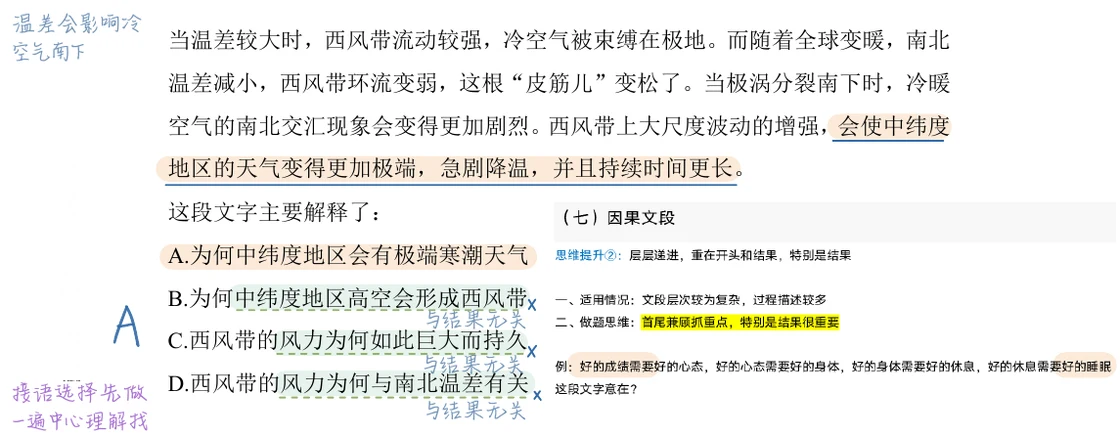 温差会影响冷
空气南下
当温差较大时，西风带流动较强，冷空气被束缚在极地。而随着全球变暖，南北
温差减小，西风带环流变弱，这根“皮筋儿”变松了。当极涡分裂南下时，冷暖
空气的南北交汇现象会变得更加剧烈。西风带上大尺度波动的增强，会使中纬度
地区的天气变得更加极端，急剧降温，并且持续时间更长。
这段文字主要解释了：
A.为何中纬度地区会有极端寒潮天气
B.为何中纬度地区高空会形成西风带x
与结果无关
C.西风带的风力为何如此巨大而持久x
与结果无关
D.西风带的风力为何与南北温差有关x
与结果无关
A
接语选择先做
一遍中心理解找
（七）因果文段
思维提升②：层层递进，重在开头和结果，特别是结果
一、适用情况：文段层次较为复杂，过程描述较多
二、做题思维：首尾兼顾抓重点，特别是结果很重要
例：好的成绩需要好的心态，好的心态需要好的身体，好的身体需要好的休息，好的休息需要好的睡眠
这段文字意在？